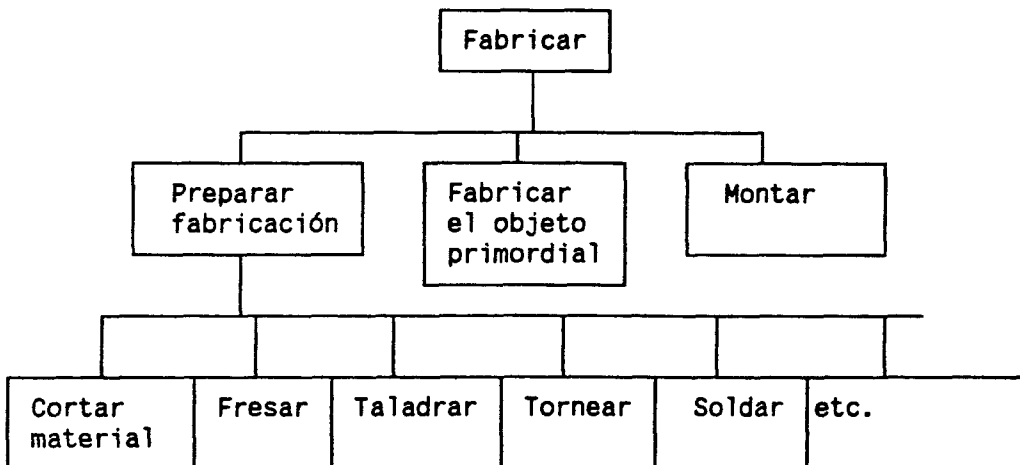 Fabricar
Preparar
fabricación
Fabricar
el objeto
primordial
Montar
Cortar
material
Fresar
Taladrar
Tornear
Soldar
etc.